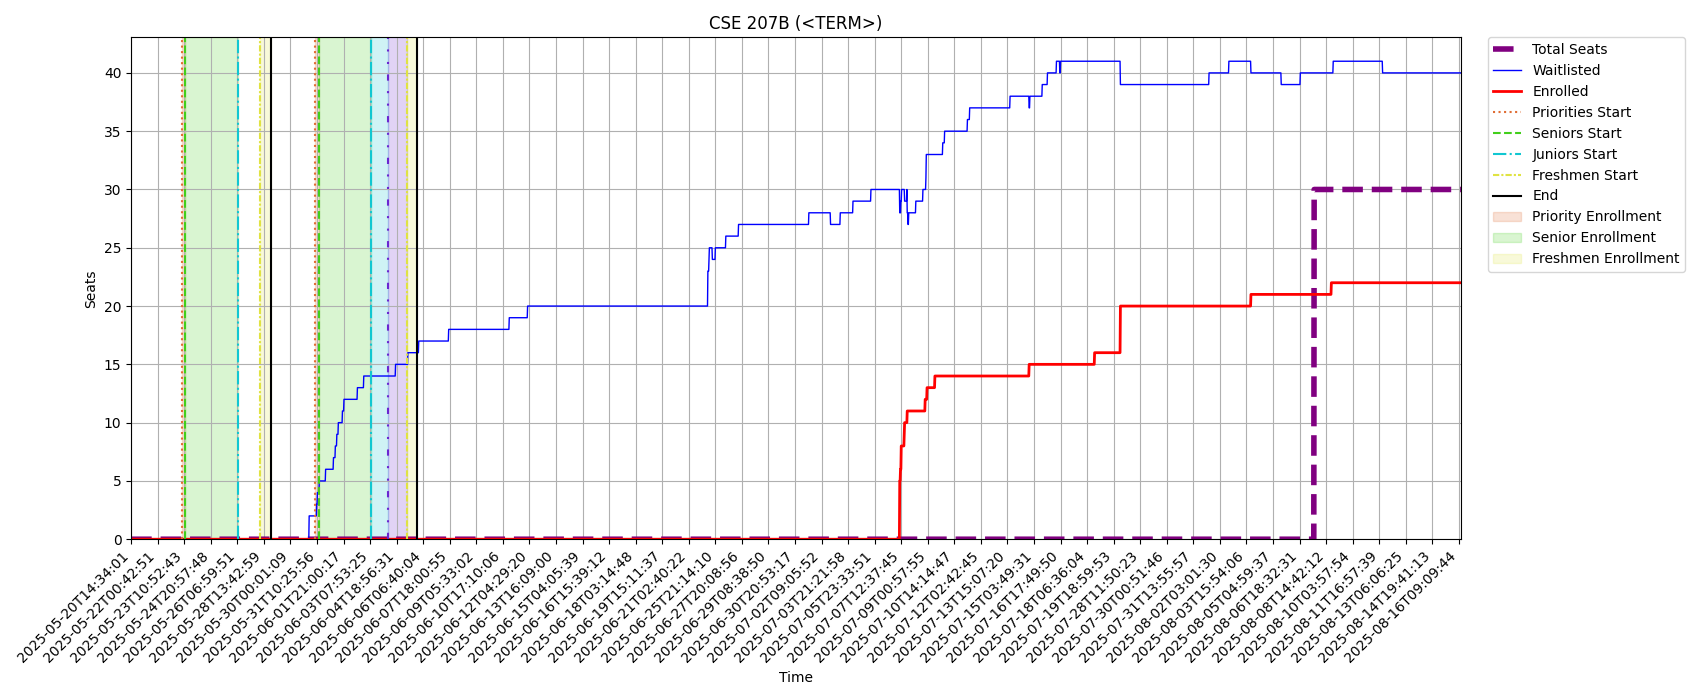 CSE 207B (<TERM>)
Seats
40
35
30
25
20
15
10
5
0
2025-05-20T14:34:01
2025-05-22T00:42:51
2025-05-23T10:52:43
2025-05-24T20:57:48
2025-05-26T06:59:51
2025-05-28T13:42:59
2025-05-30T00:01:09
2025-05-31T10:25:56
2025-06-01T21:00:17
2025-06-03T07:53:25
2025-06-04T18:56:31
2025-06-06T06:40:04
2025-06-07T18:00:55
2025-06-09T05:33:02
2025-06-10T17:10:06
2025-06-12T04:29:20
2025-06-13T16:09:00
2025-06-15T04:05:39
2025-06-16T15:39:12
2025-06-18T03:14:48
2025-06-19T15:11:37
2025-06-21T02:40:22
2025-06-25T21:14:10
2025-06-27T20:08:56
2025-06-29T08:38:50
2025-06-30T20:53:17
2025-07-02T09:05:52
2025-07-03T21:21:58
2025-07-05T23:33:51
2025-07-07T12:37:45
2025-07-09T00:57:55
2025-07-10T14:14:47
2025-07-12T02:42:45
2025-07-13T15:07:20
2025-07-15T03:49:31
2025-07-16T17:49:50
2025-07-18T06:36:04
2025-07-19T18:59:53
2025-07-28T11:50:23
2025-07-30T00:51:46
2025-07-31T13:55:57
2025-08-02T03:01:30
2025-08-03T15:54:06
2025-08-05T04:59:37
2025-08-06T18:32:31
2025-08-08T14:42:12
2025-08-10T03:57:54
2025-08-11T16:57:39
2025-08-13T06:06:25
2025-08-14T19:41:13
2025-08-16T09:09:44
Time
Total Seats
Waitlisted
Enrolled
Priorities Start
Seniors Start
Juniors Start
Freshmen Start
End
Priority Enrollment
Senior Enrollment
Freshmen Enrollment